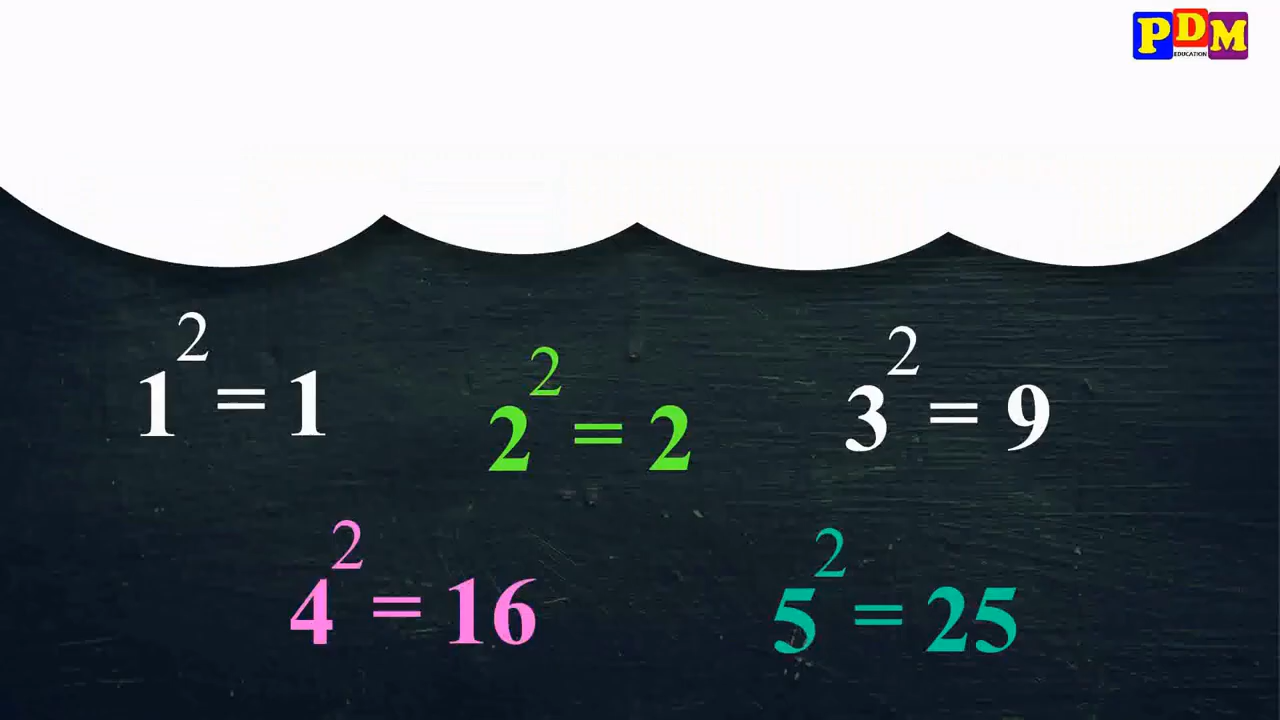 PDM
EDUCATION
1² = 1
2² = 2
3² = 9
4² = 16
5² = 25